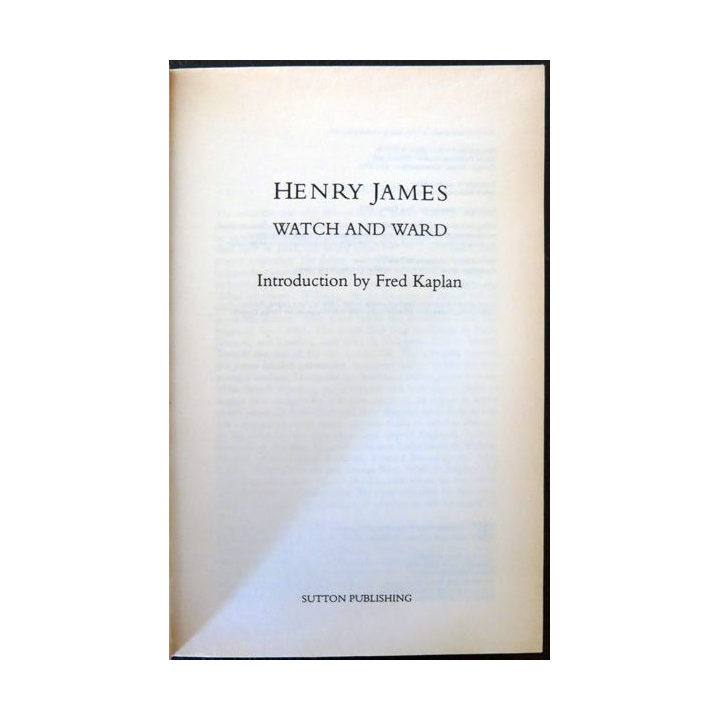 HENRY JAMES
WATCH AND WARD
Introduction by Fred Kaplan
SUTTON PUBLISHING